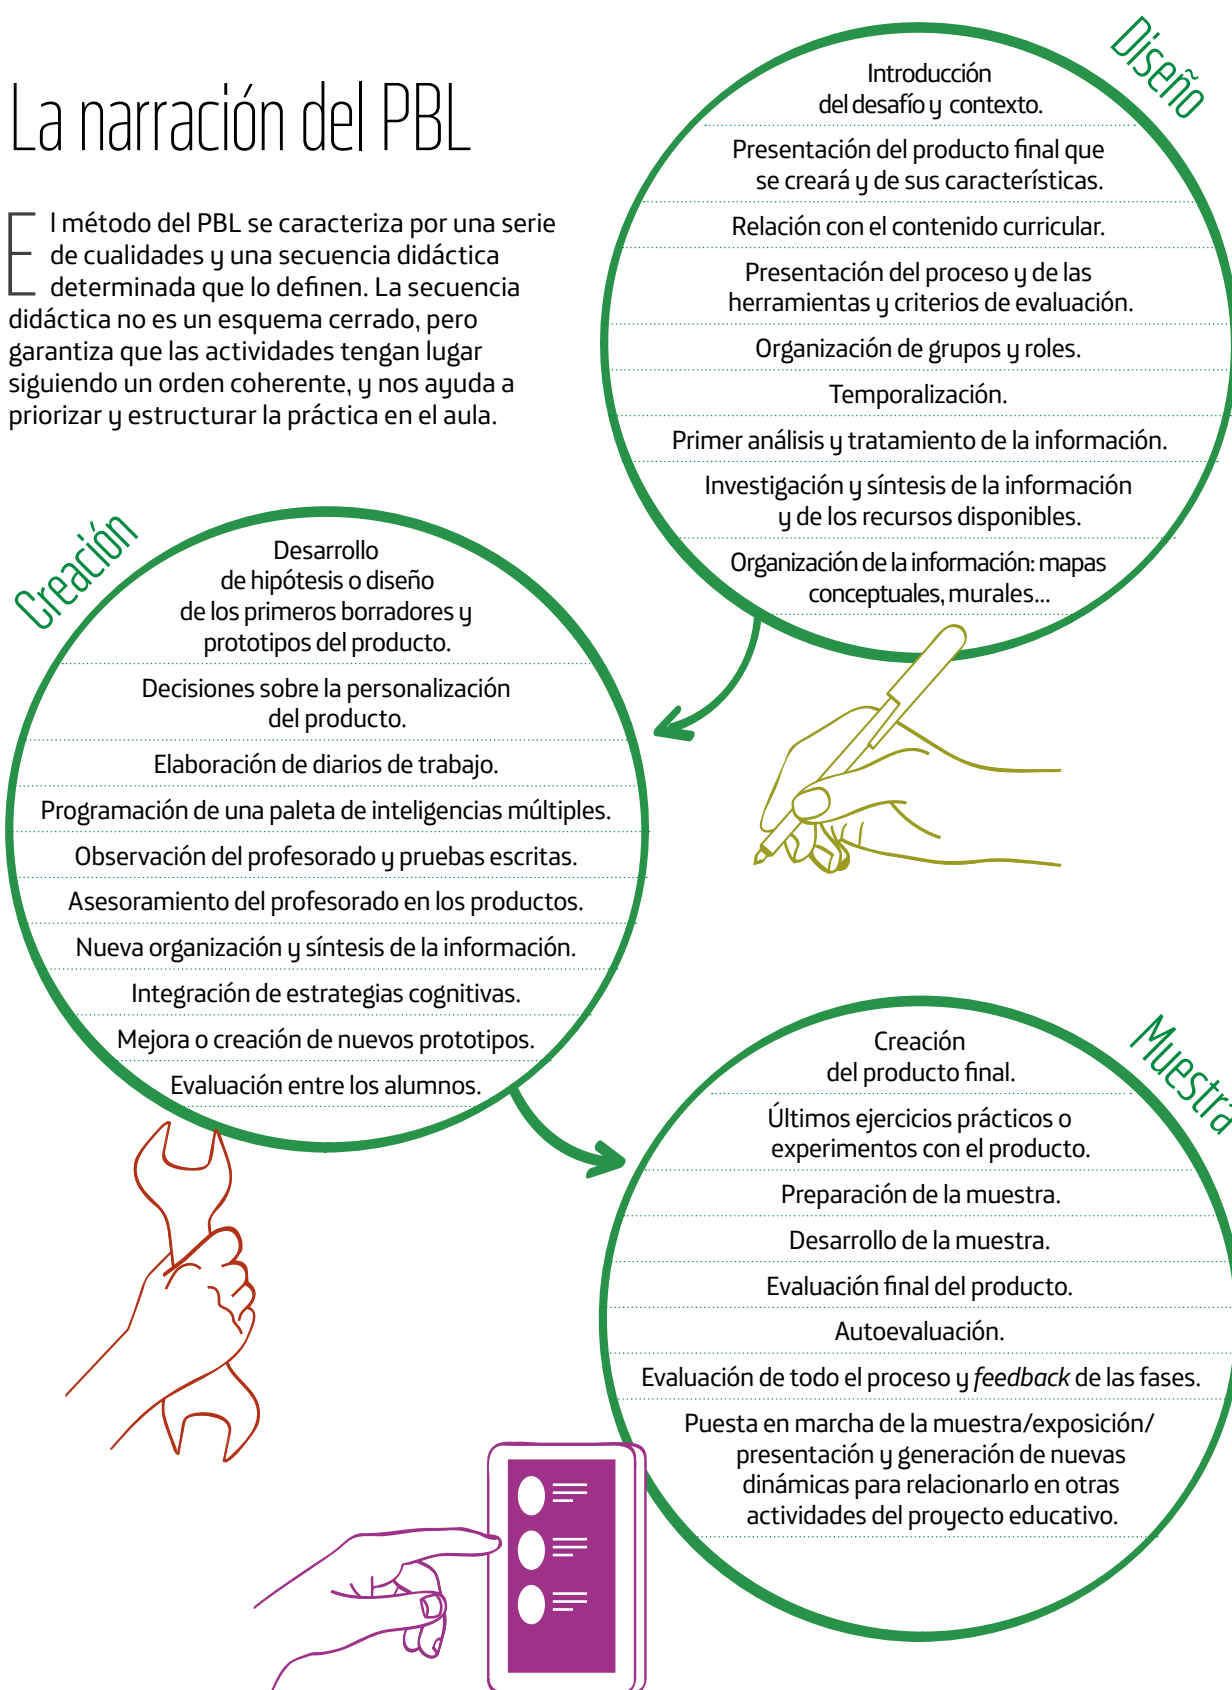 La narración del PBL
El método del PBL se caracteriza por una serie
de cualidades y una secuencia didáctica
determinada que lo definen. La secuencia
didáctica no es un esquema cerrado, pero
garantiza que las actividades tengan lugar
siguiendo un orden coherente, y nos ayuda a
priorizar y estructurar la práctica en el aula.
Diseño
Introducción
del desafío y contexto.
Presentación del producto final que
se creará y de sus características.
Relación con el contenido curricular.
Presentación del proceso y de las
herramientas y criterios de evaluación.
Organización de grupos y roles.
Temporalización.
Primer análisis y tratamiento de la información.
Investigación y síntesis de la información
y de los recursos disponibles.
Organización de la información: mapas
conceptuales, murales...
Creación
Desarrollo
de hipótesis o diseño
de los primeros borradores y
prototipos del producto.
Decisiones sobre la personalización
del producto.
Elaboración de diarios de trabajo.
Programación de una paleta de inteligencias múltiples.
Observación del profesorado y pruebas escritas.
Asesoramiento del profesorado en los productos.
Nueva organización y síntesis de la información.
Integración de estrategias cognitivas.
Mejora o creación de nuevos prototipos.
Evaluación entre los alumnos.
Muestra
Creación
del producto final.
Últimos ejercicios prácticos o
experimentos con el producto.
Preparación de la muestra.
Desarrollo de la muestra.
Evaluación final del producto.
Autoevaluación.
Evaluación de todo el proceso y feedback de las fases.
Puesta en marcha de la muestra/exposición/
presentación y generación de nuevas
dinámicas para relacionarlo en otras
actividades del proyecto educativo.